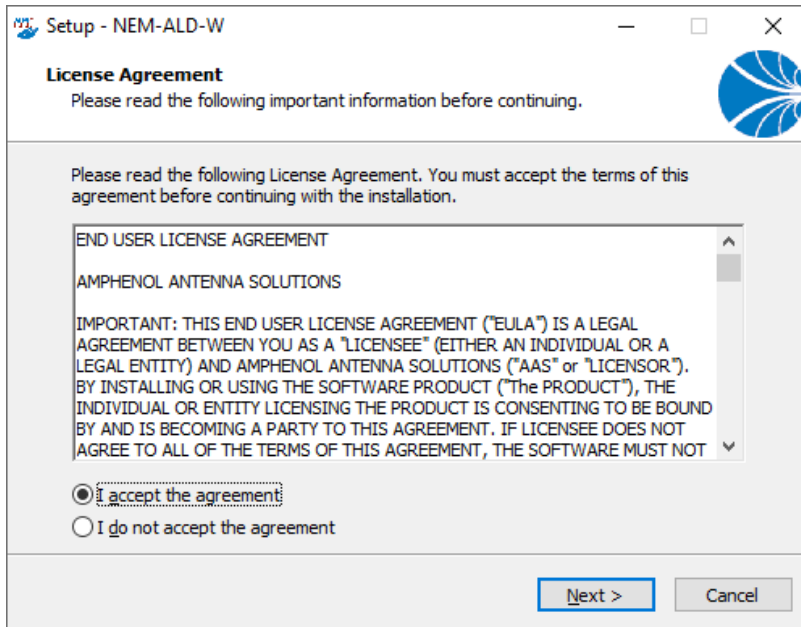 Setup - NEM-ALD-W
License Agreement
Please read the following important information before continuing.
Please read the following License Agreement. You must accept the terms of this
agreement before continuing with the installation.
END USER LICENSE AGREEMENT
AMPHENOL ANTENNA SOLUTIONS
IMPORTANT: THIS END USER LICENSE AGREEMENT ("EULA") IS A LEGAL
AGREEMENT BETWEEN YOU AS A "LICENSEE" (EITHER AN INDIVIDUAL OR A
LEGAL ENTITY) AND AMPHENOL ANTENNA SOLUTIONS ("AAS" or "LICENSOR").
BY INSTALLING OR USING THE SOFTWARE PRODUCT ("The PRODUCT"), THE
INDIVIDUAL OR ENTITY LICENSING THE PRODUCT IS CONSENTING TO BE BOUND
BY AND IS BECOMING A PARTY TO THIS AGREEMENT. IF LICENSEE DOES NOT
AGREE TO ALL OF THE TERMS OF THIS AGREEMENT, THE SOFTWARE MUST NOT
I accept the agreement
I do not accept the agreement
Next >
Cancel